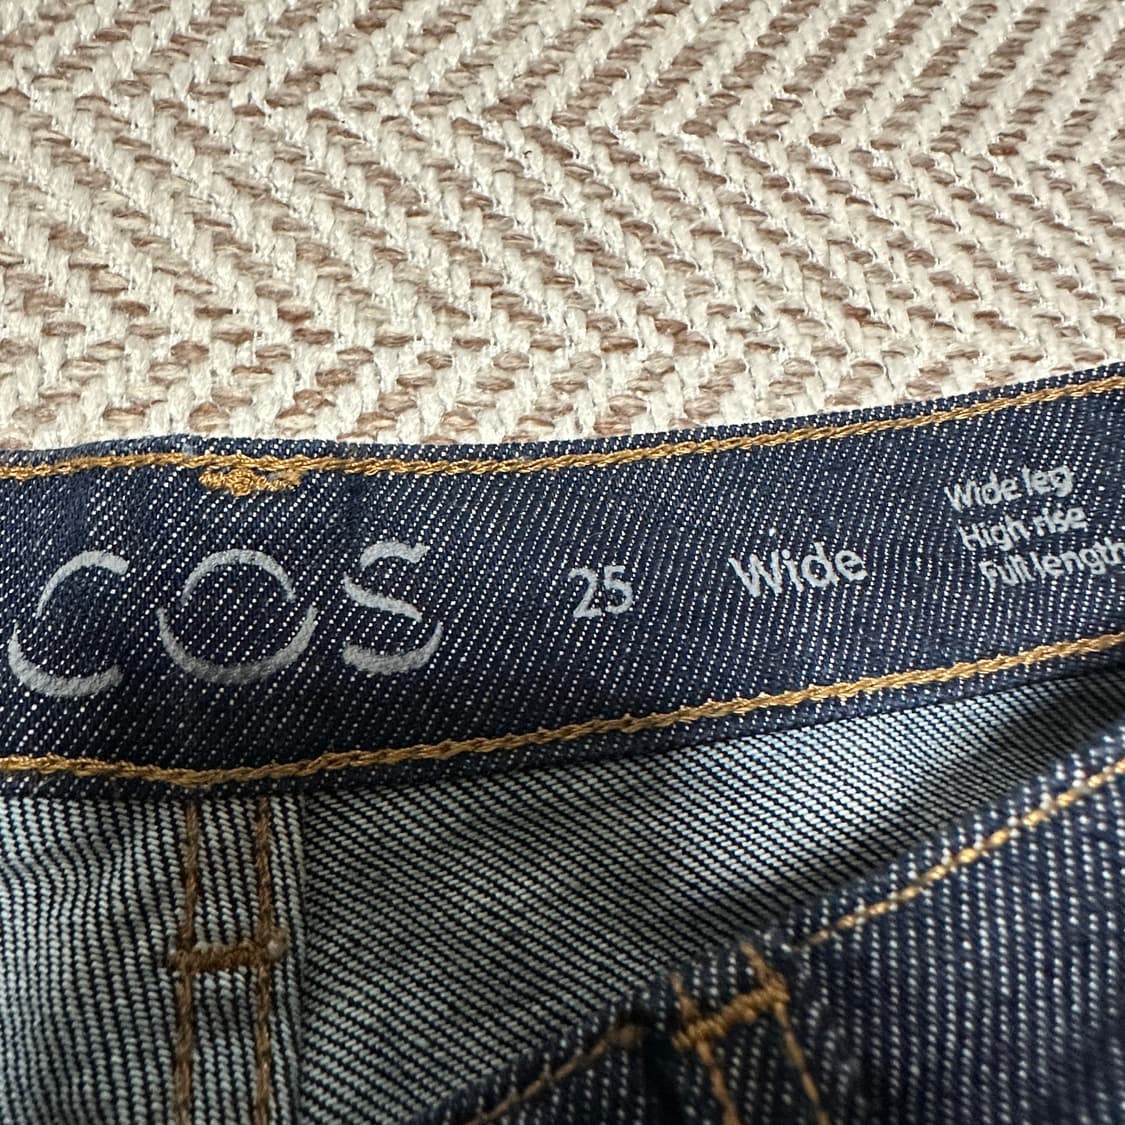 COS
25
Wide
Wide leg
High rise
Full length